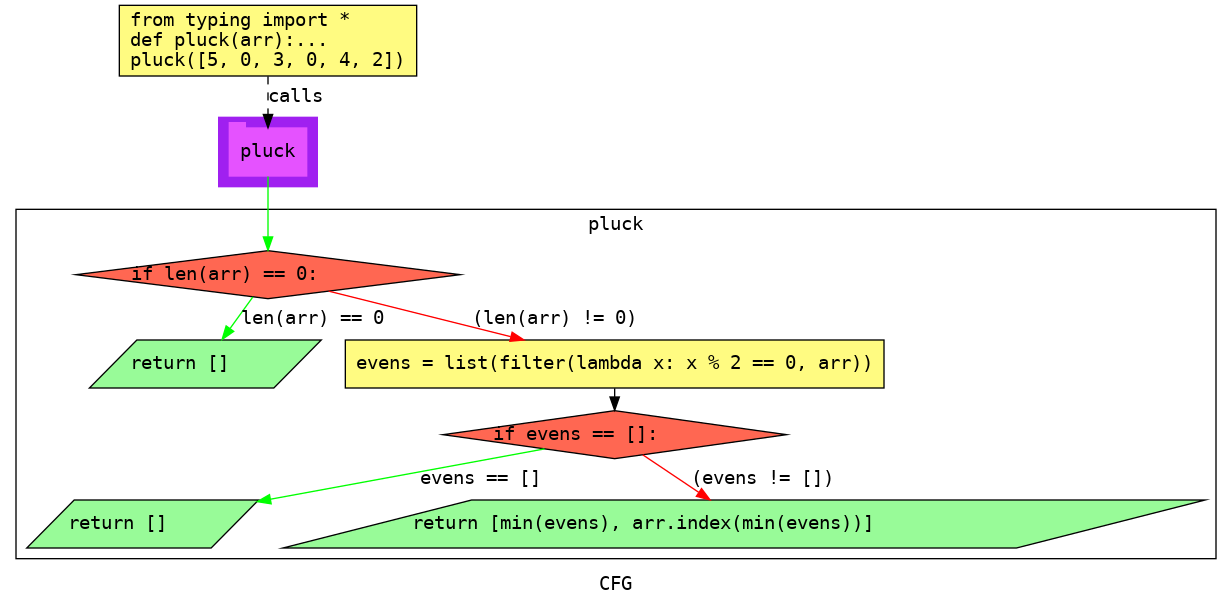 from typing import *
def pluck(arr):...
pluck([5, 0, 3, 0, 4, 2])
calls
pluck
pluck
if len(arr) == 0:
len(arr) == 0
(len(arr) != 0)
return []
evens = list(filter(lambda x: x % 2 == 0, arr))
if evens == []:
evens == []
(evens != [])
return []
return [min(evens), arr.index(min(evens))]
CFG